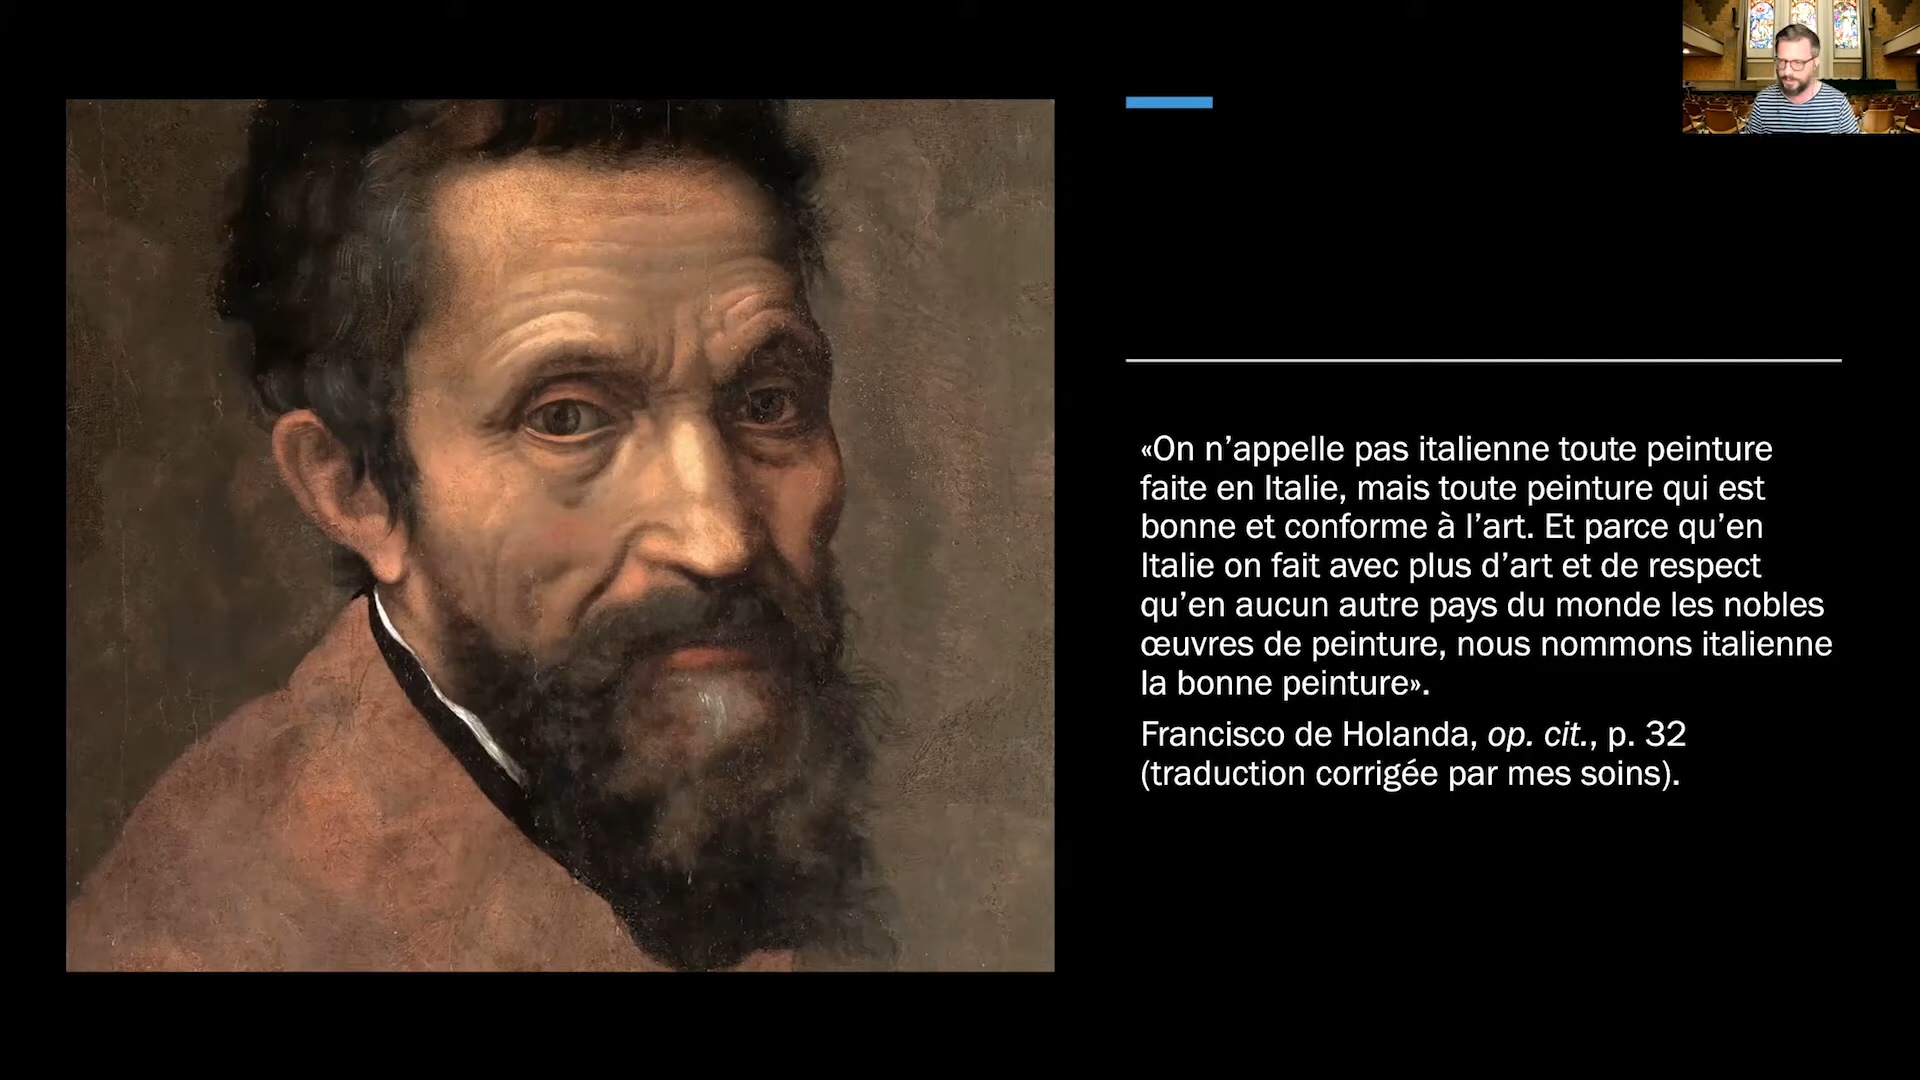 «On n’appelle pas italienne toute peinture
faite en Italie, mais toute peinture qui est
bonne et conforme à l’art. Et parce qu’en
Italie on fait avec plus d’art et de respect
qu’en aucun autre pays du monde les nobles
œuvres de peinture, nous nommons italienne
la bonne peinture».
Francisco de Holanda, op. cit., p. 32
(traduction corrigée par mes soins).